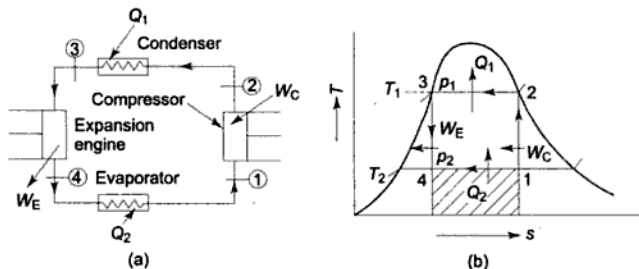 Q1
③
Condenser
②
Compressor
WC
Expansion
engine
④
Evaporator
①
WE
Q2
(a)
T
T1
3
p1
Q1
2
WE
WC
T2
p2
4
Q2
1
s
(b)